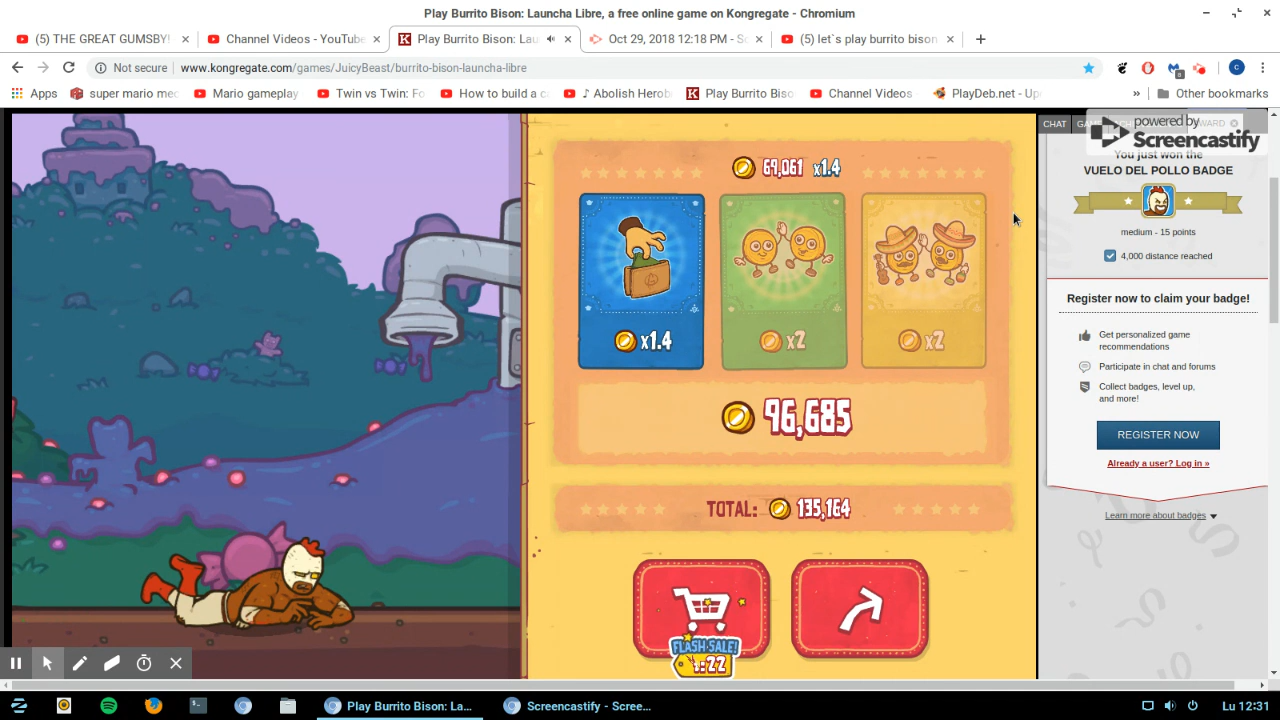 Play Burrito Bison: Launcha Libre, a free online game on Kongregate - Chromium
(5) THE GREAT GUMSBY!
Channel Videos - YouTube
Play Burrito Bison: Lau
Oct 29, 2018 12:18 PM - Sc
(5) let`s play burrito bison
Not secure
www.kongregate.com/games/JuicyBeast/burrito-bison-launcha-libre
Apps
super mario mec
Mario gameplay
Twin vs Twin: Fo
How to build a c
♪ Abolish Herob
Play Burrito Biso
Channel Videos
PlayDeb.net - Up
»
Other bookmarks
69,061 x1.4
x1.4
x2
x2
96,685
TOTAL: 135,164
FLASH SALE!
1:22
CHAT
powered by
Screencastify
You just won the
VUELO DEL POLLO BADGE
medium - 15 points
4,000 distance reached
Register now to claim your badge!
Get personalized game
recommendations
Participate in chat and forums
Collect badges, level up,
and more!
REGISTER NOW
Already a user? Log in »
Learn more about badges
Play Burrito Bison: La...
Screencastify - Scree...
Lu 12:31